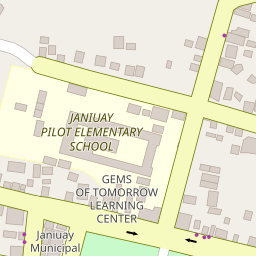 JANIUAY
PILOT ELEMENTARY
SCHOOL
GEMS
OF TOMORROW
LEARNING
CENTER
Janiuay
Municipal